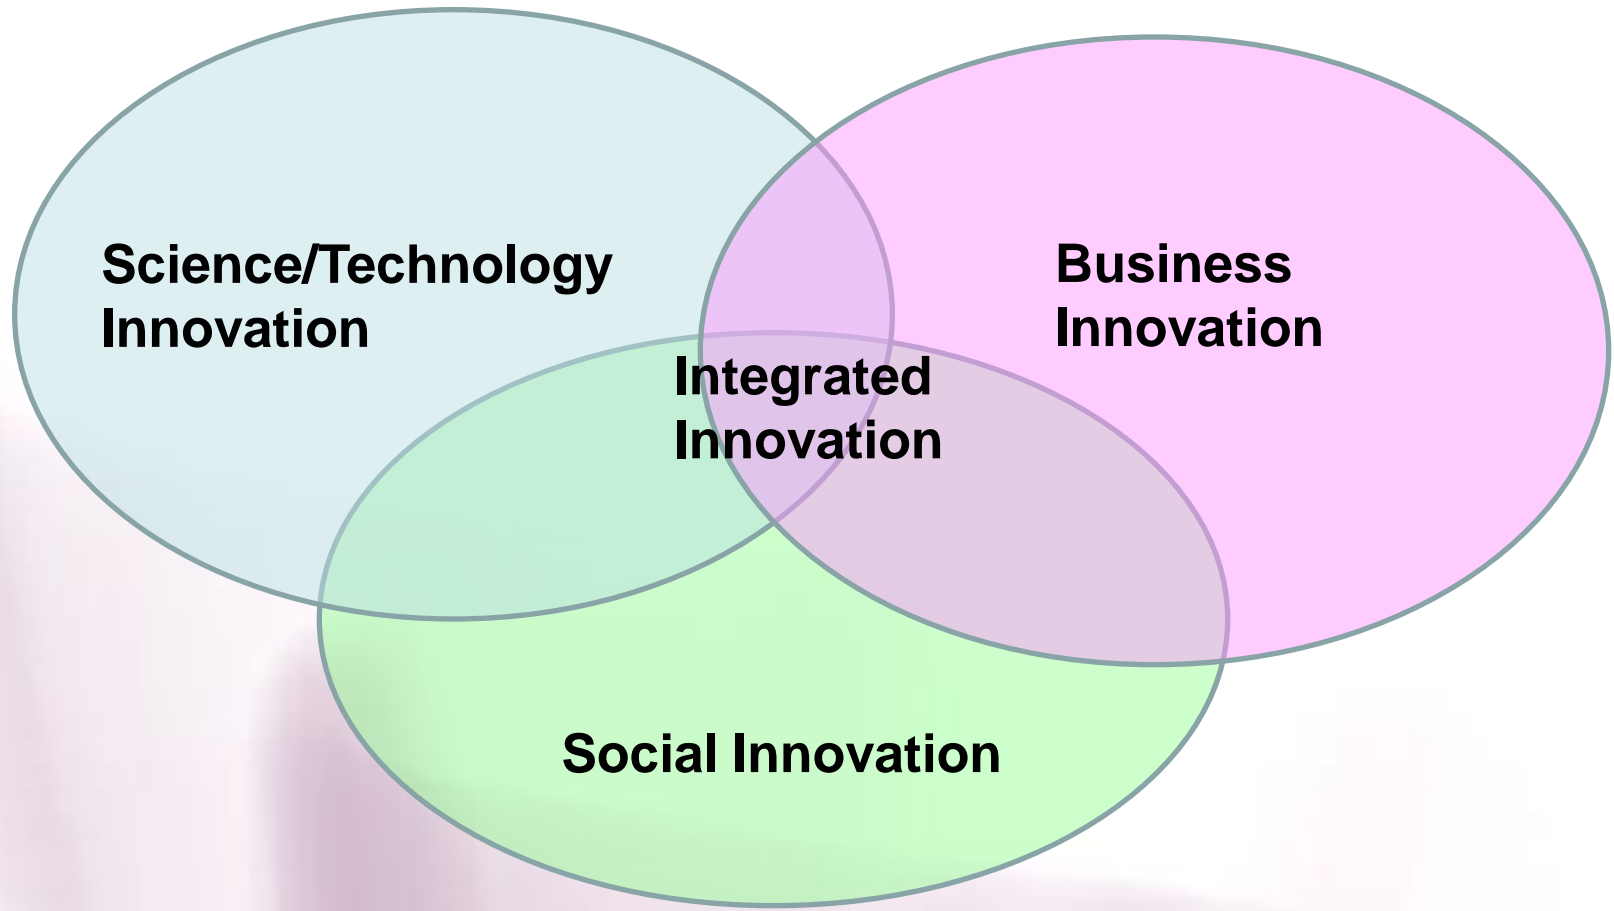 Science/Technology
Innovation
Business
Innovation
Integrated
Innovation
Social Innovation